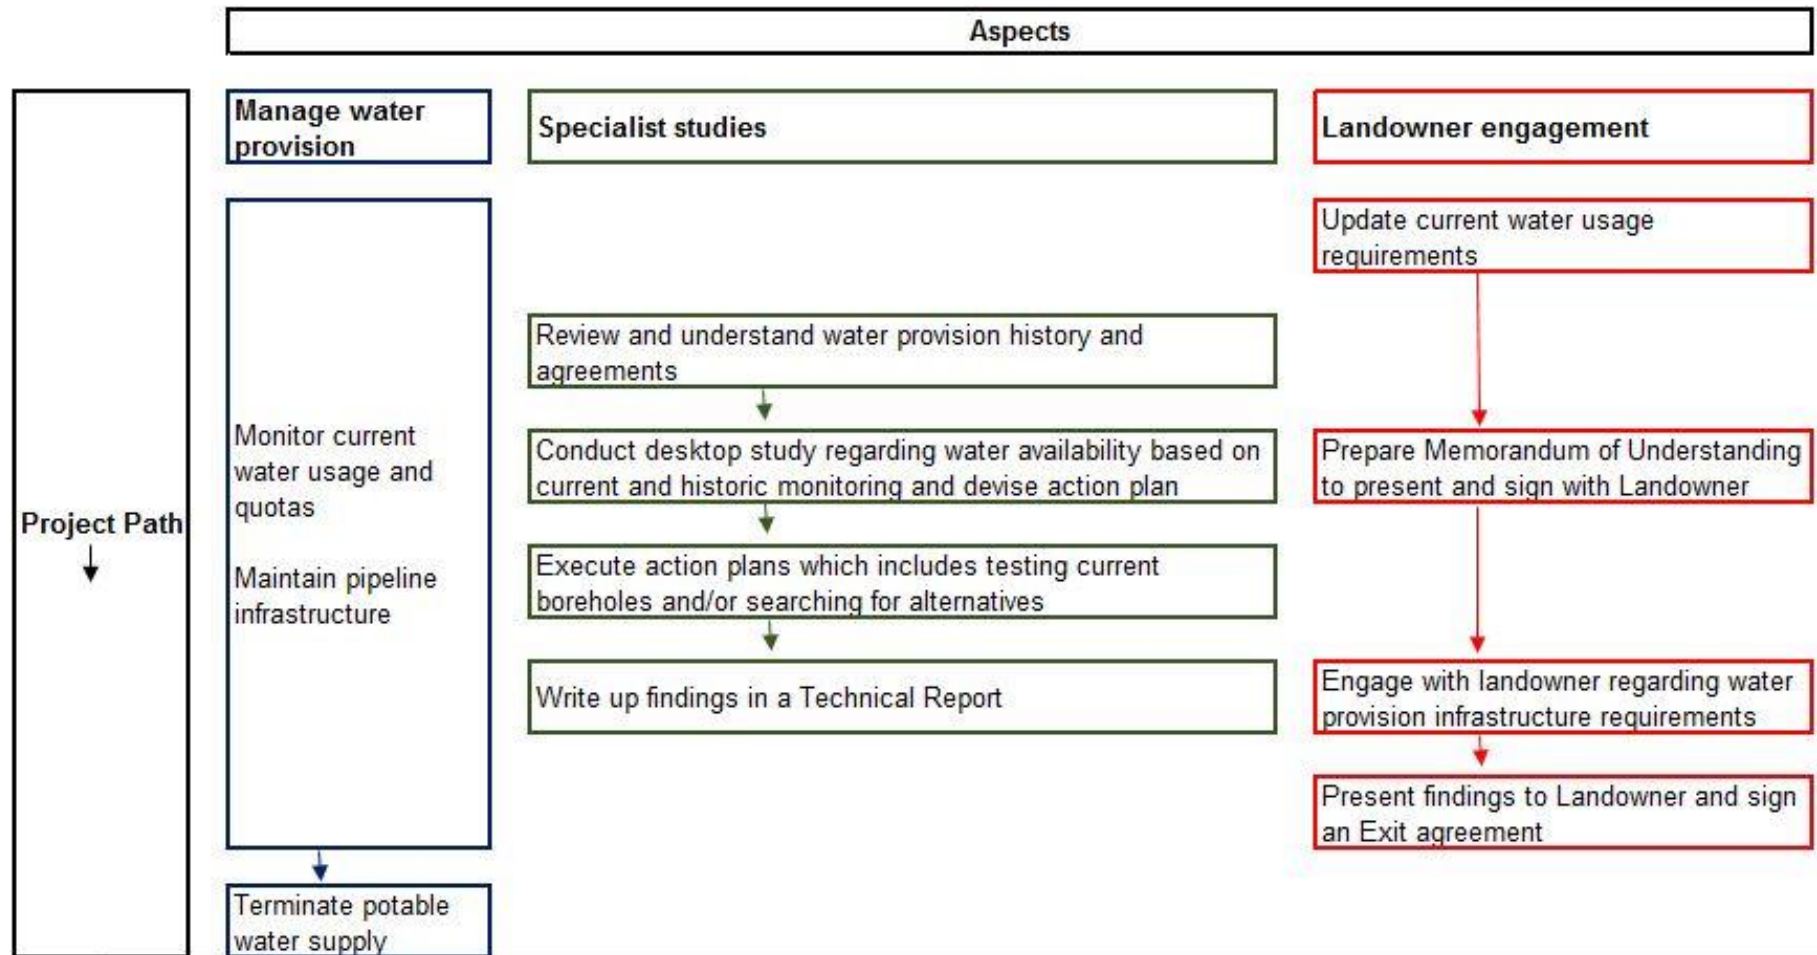 Aspects
Manage water
provision
Specialist studies
Landowner engagement
Project Path
Monitor current
water usage and
quotas
Maintain pipeline
infrastructure
Terminate potable
water supply
Review and understand water provision history and
agreements
Conduct desktop study regarding water availability based on
current and historic monitoring and devise action plan
Execute action plans which includes testing current
boreholes and/or searching for alternatives
Write up findings in a Technical Report
Update current water usage
requirements
Prepare Memorandum of Understanding
to present and sign with Landowner
Engage with landowner regarding water
provision infrastructure requirements
Present findings to Landowner and sign
an Exit agreement